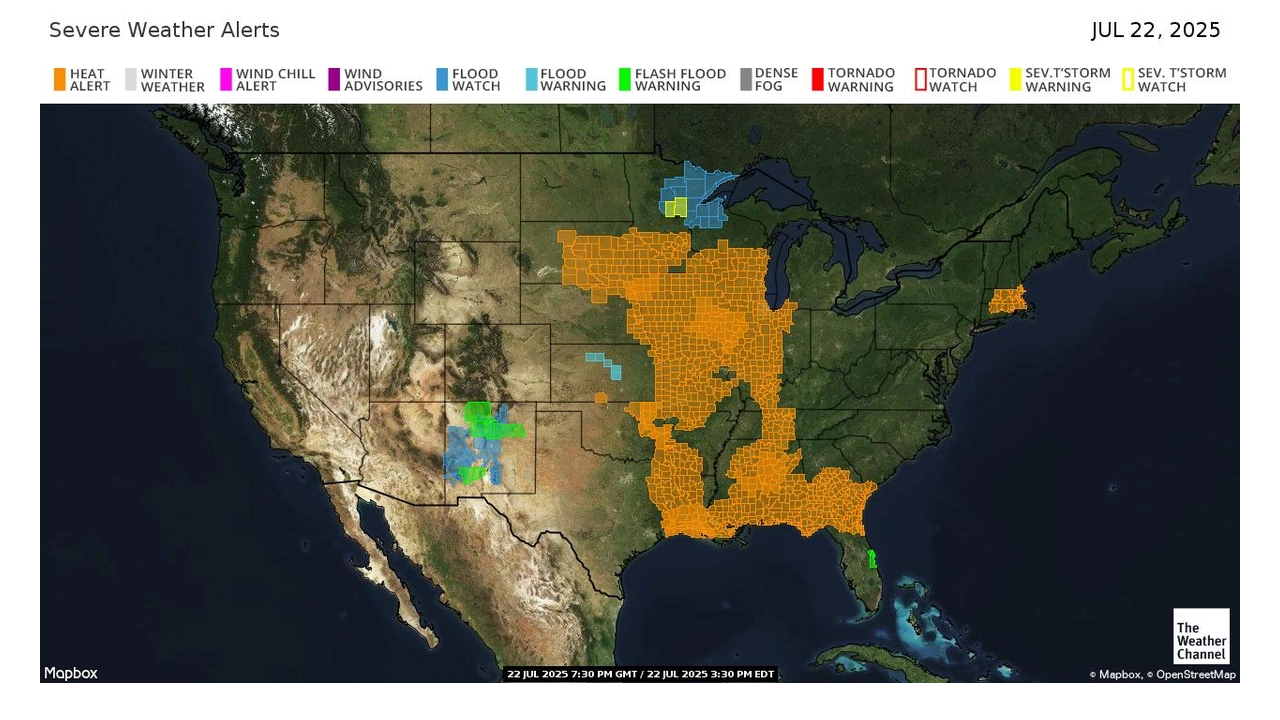 Severe Weather Alerts
JUL 22, 2025
HEAT ALERT
WINTER WEATHER
WIND CHILL ALERT
WIND ADVISORIES
FLOOD WATCH
FLOOD WARNING
FLASH FLOOD WARNING
DENSE FOG
TORNADO WARNING
TORNADO WATCH
SEV.T'STORM WARNING
SEV. T'STORM WATCH
The
Weather
Channel
Mapbox
22 JUL 2025 7:30 PM GMT / 22 JUL 2025 3:30 PM EDT
© Mapbox, © OpenStreetMap